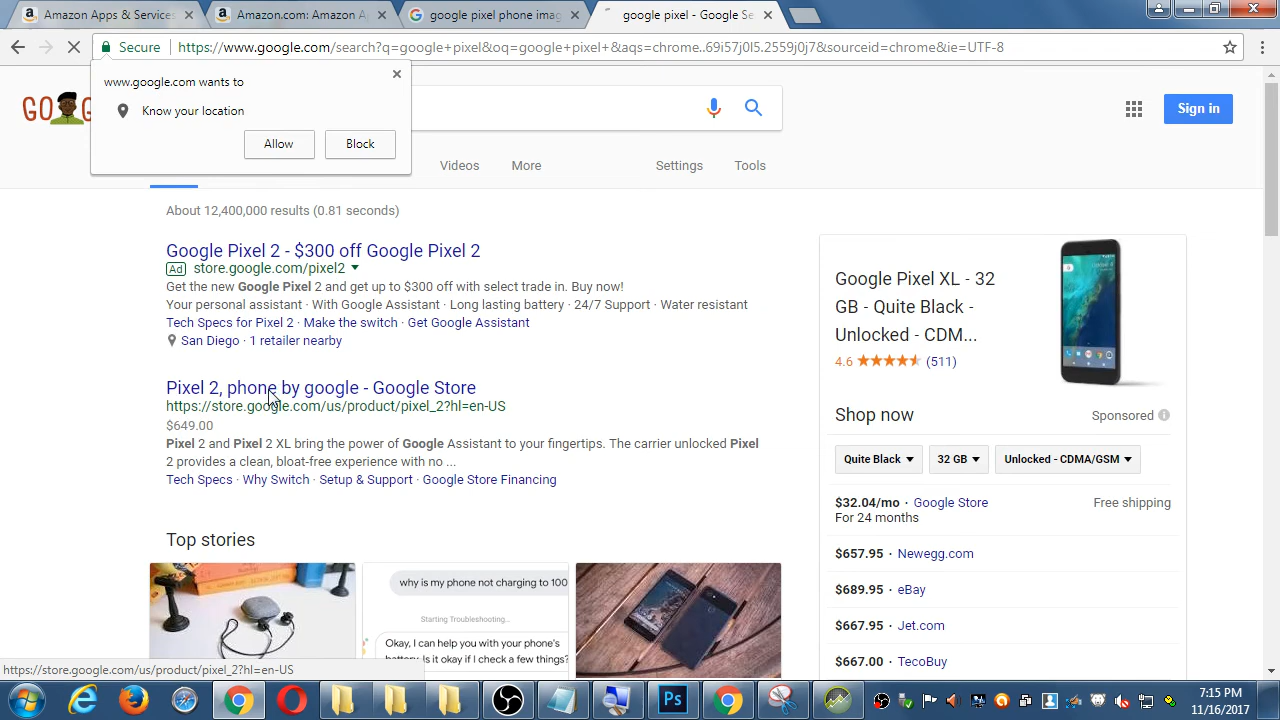 Amazon Apps & Services
Amazon.com: Amazon Ap
google pixel phone imag
google pixel - Google Se
Secure
https://www.google.com/search?q=google+pixel&oq=google+pixel+&aqs=chrome..69i57j0l5.2559j0j7&sourceid=chrome&ie=UTF-8
www.google.com wants to
Know your location
Allow
Block
GO
Sign in
Videos
More
Settings
Tools
About 12,400,000 results (0.81 seconds)
Google Pixel 2 - $300 off Google Pixel 2
Ad store.google.com/pixel2
Get the new Google Pixel 2 and get up to $300 off with select trade in. Buy now!
Your personal assistant · With Google Assistant · Long lasting battery · 24/7 Support · Water resistant
Tech Specs for Pixel 2 · Make the switch · Get Google Assistant
San Diego · 1 retailer nearby
Pixel 2, phone by google - Google Store
https://store.google.com/us/product/pixel_2?hl=en-US
$649.00
Pixel 2 and Pixel 2 XL bring the power of Google Assistant to your fingertips. The carrier unlocked Pixel
2 provides a clean, bloat-free experience with no ...
Tech Specs · Why Switch · Setup & Support · Google Store Financing
Top stories
why is my phone not charging to 100
Starting Troubleshooting...
Okay, I can help you with your phone's
battery. Is it okay if I check a few things?
Google Pixel XL - 32
GB - Quite Black -
Unlocked - CDM...
4.6 (511)
Shop now
Sponsored
Quite Black
32 GB
Unlocked - CDMA/GSM
$32.04/mo · Google Store
Free shipping
For 24 months
$657.95 · Newegg.com
$689.95 · eBay
$667.95 · Jet.com
$667.00 · TecoBuy
https://store.google.com/us/product/pixel_2?hl=en-US
Ps
7:15 PM
11/16/2017